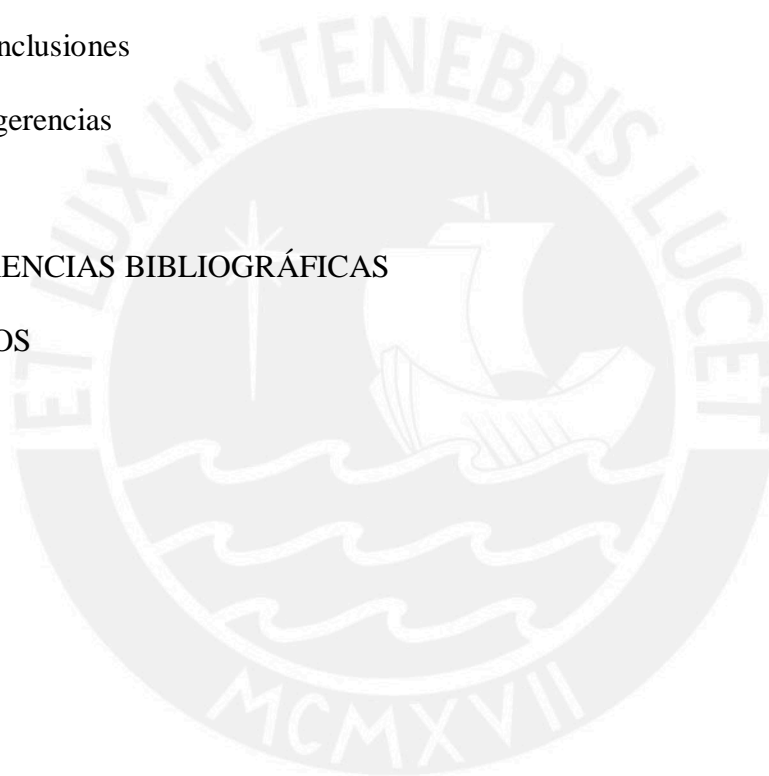 nclusiones
gerencias
ENCIAS BIBLIOGRÁFICAS
OS
ET LUX IN TENEBRIS LUCET
MCMXVII